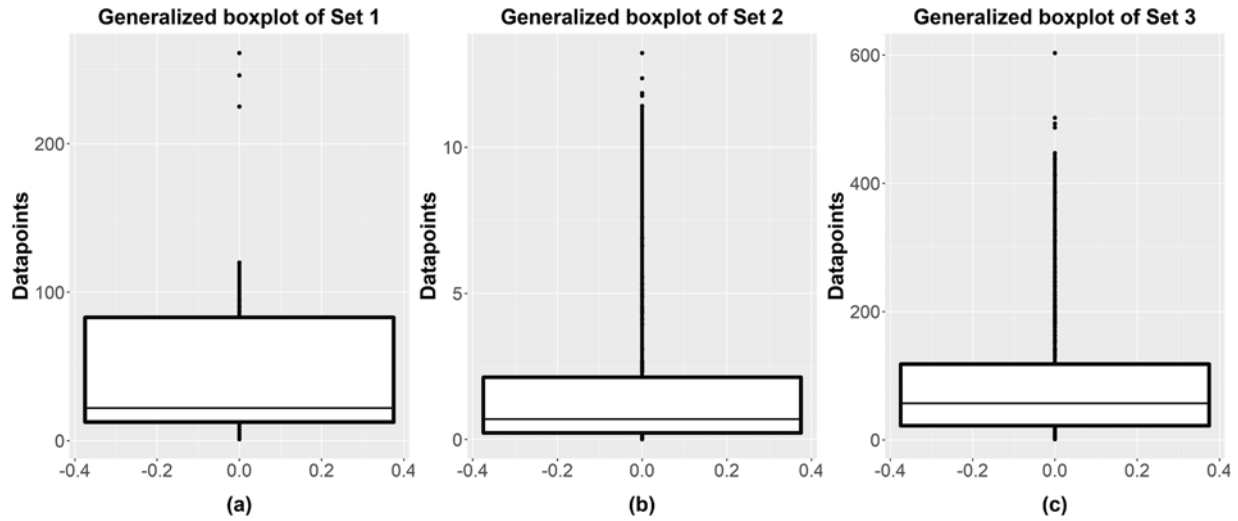 Generalized boxplot of Set 1
Datapoints
200
100
0
-0.4 -0.2 0.0 0.2 0.4
(a)
Generalized boxplot of Set 2
Datapoints
10
5
0
-0.4 -0.2 0.0 0.2 0.4
(b)
Generalized boxplot of Set 3
Datapoints
600
400
200
0
-0.4 -0.2 0.0 0.2 0.4
(c)